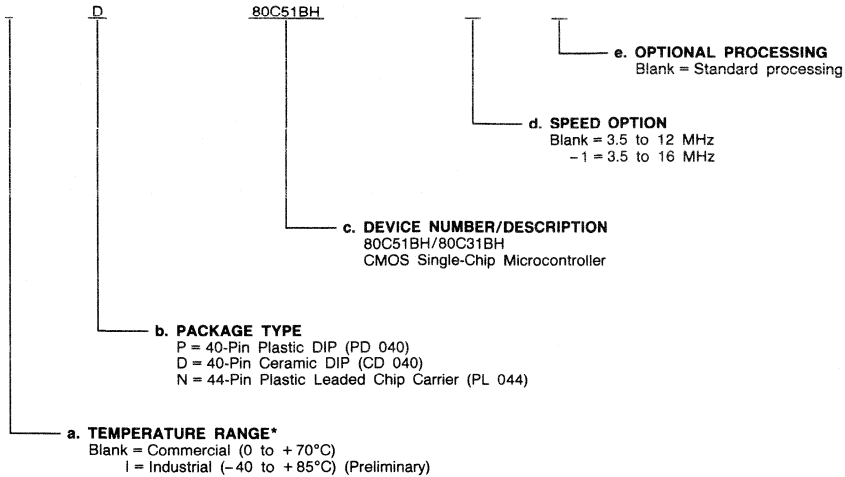 D 80C51BH
e. OPTIONAL PROCESSING
Blank = Standard processing
d. SPEED OPTION
Blank = 3.5 to 12 MHz
–1 = 3.5 to 16 MHz
c. DEVICE NUMBER/DESCRIPTION
80C51BH/80C31BH
CMOS Single-Chip Microcontroller
b. PACKAGE TYPE
P = 40-Pin Plastic DIP (PD 040)
D = 40-Pin Ceramic DIP (CD 040)
N = 44-Pin Plastic Leaded Chip Carrier (PL 044)
a. TEMPERATURE RANGE*
Blank = Commercial (0 to +70°C)
I = Industrial (–40 to +85°C) (Preliminary)